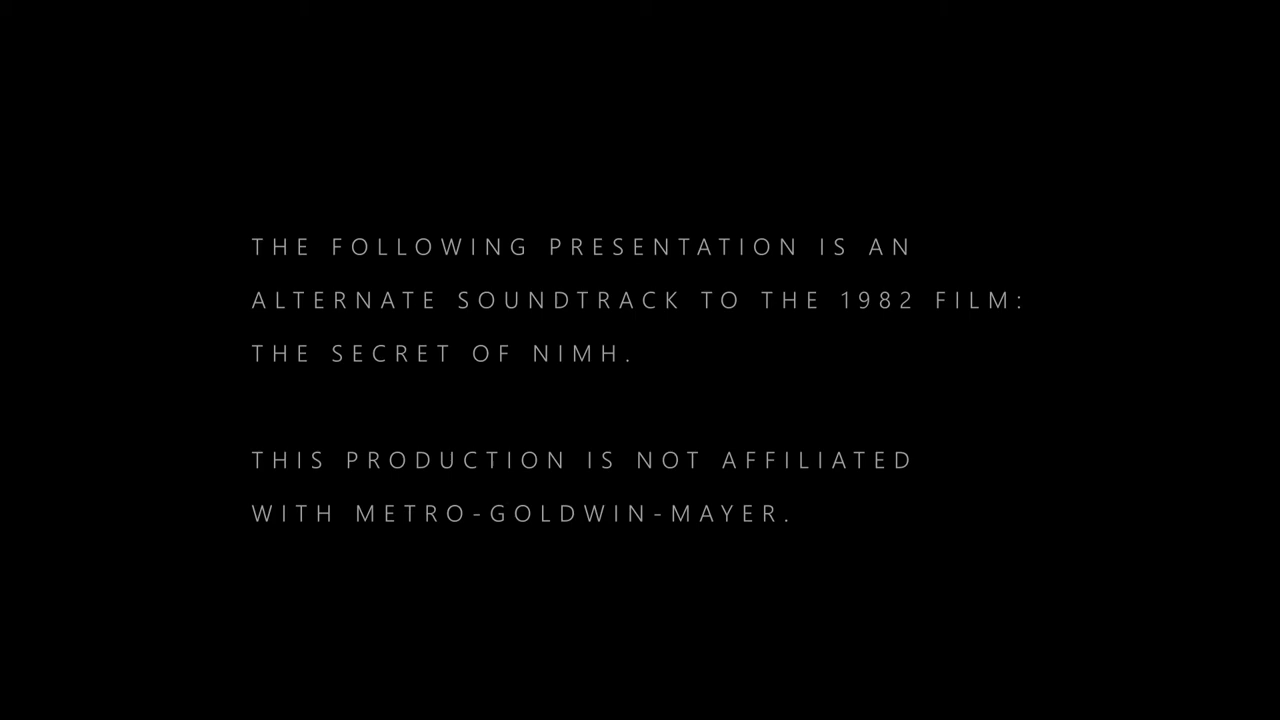 THE FOLLOWING PRESENTATION IS AN
ALTERNATE SOUNDTRACK TO THE 1982 FILM:
THE SECRET OF NIMH.
THIS PRODUCTION IS NOT AFFILIATED
WITH METRO-GOLDWIN-MAYER.